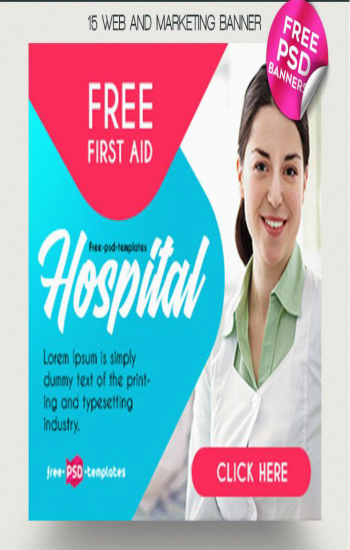 15 WEB AND MARKETING BANNER
FREE
PSD
BANNERS
FREE
FIRST AID
Free-psd-templates
Hospital
Lorem Ipsum is simply
dummy text of the print-
ing and typesetting
industry.
free-PSD-templates
CLICK HERE